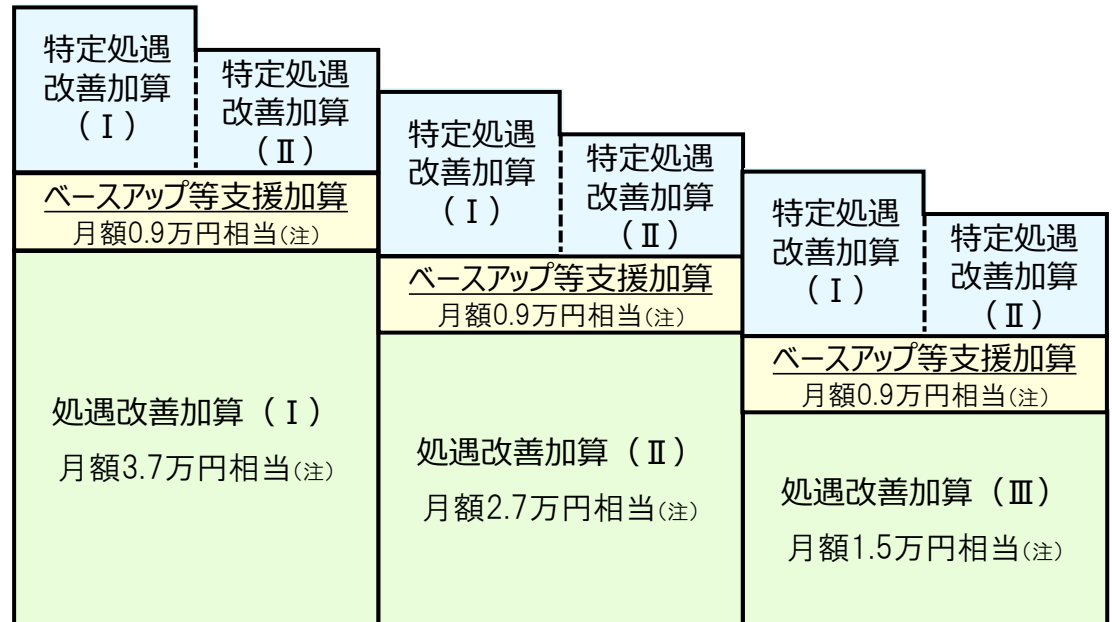 特定処遇
改善加算
（Ⅰ）
特定処遇
改善加算
（Ⅱ）
ベースアップ等支援加算
月額0.9万円相当(注)
処遇改善加算（Ⅰ）
月額3.7万円相当(注)
特定処遇
改善加算
（Ⅰ）
特定処遇
改善加算
（Ⅱ）
ベースアップ等支援加算
月額0.9万円相当(注)
処遇改善加算（Ⅱ）
月額2.7万円相当(注)
特定処遇
改善加算
（Ⅰ）
特定処遇
改善加算
（Ⅱ）
ベースアップ等支援加算
月額0.9万円相当(注)
処遇改善加算（Ⅲ）
月額1.5万円相当(注)